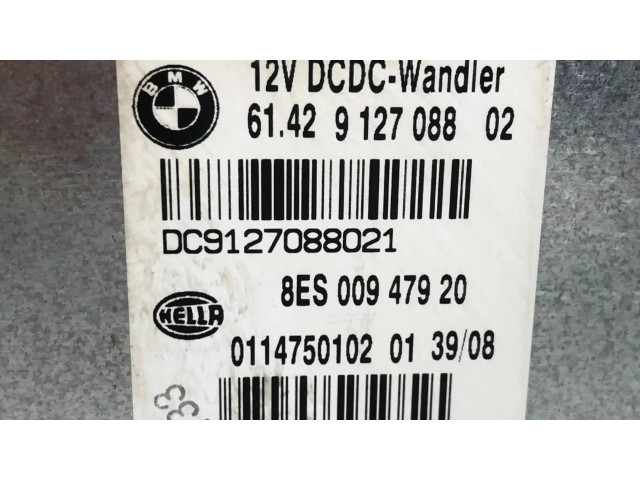 BMW
12V DCDC-Wandler
61.42 9 127 088 02
DC9127088021
8ES 009 479 20
HELLA
0114750102 01 39/08
33